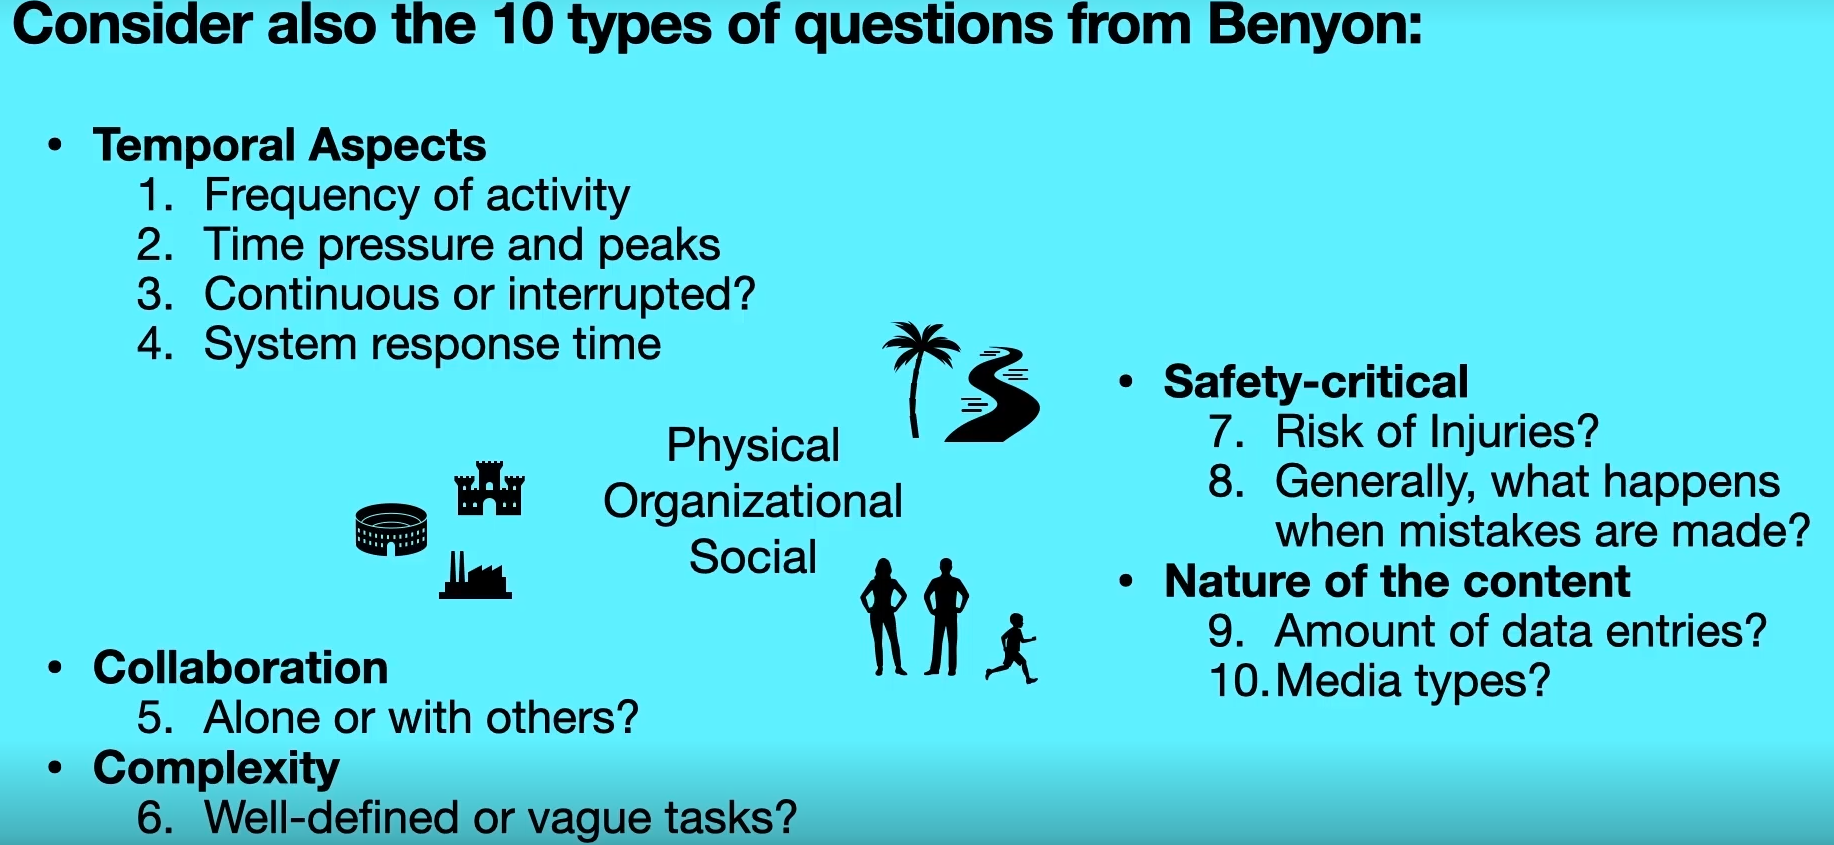 Consider also the 10 types of questions from Benyon:
• Temporal Aspects
1. Frequency of activity
2. Time pressure and peaks
3. Continuous or interrupted?
4. System response time
Physical
Organizational
Social
• Collaboration
5. Alone or with others?
• Complexity
6. Well-defined or vague tasks?
• Safety-critical
7. Risk of Injuries?
8. Generally, what happens
when mistakes are made?
• Nature of the content
9. Amount of data entries?
10. Media types?